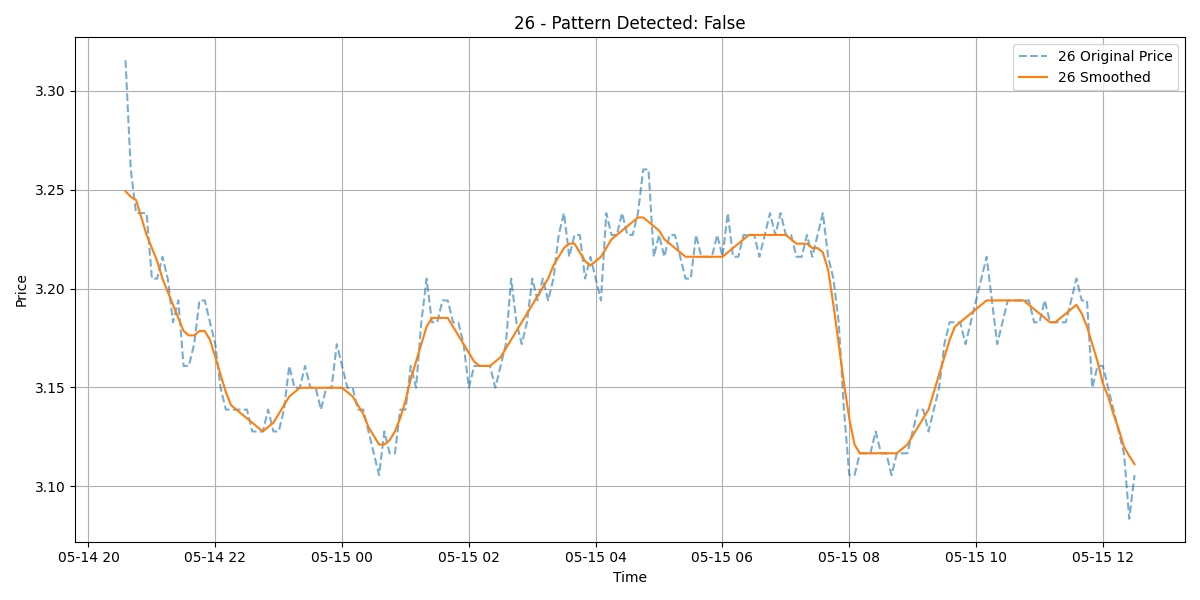 26 - Pattern Detected: False
26 Original Price
26 Smoothed
Price
3.30
3.25
3.20
3.15
3.10
05-14 20 05-14 22 05-15 00 05-15 02 05-15 04 05-15 06 05-15 08 05-15 10 05-15 12
Time